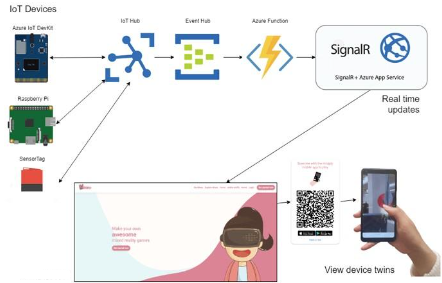 IoT Devices
Azure IoT DevKit
IoT Hub
Event Hub
Azure Function
SignalR
SignalR + Azure App Service
Raspberry Pi
Real time
updates
SenserTag
Make your own
awesome
View device twins